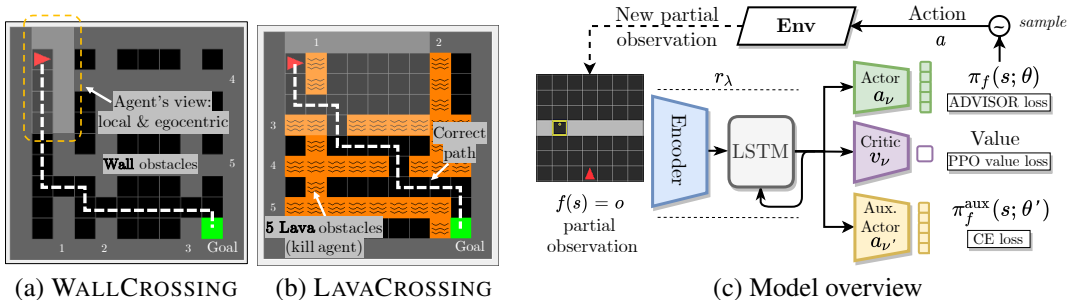 Agent's view:
local & egocentric
Wall obstacles
4
5
1
2
3
Goal
(a) WALLCROSSING
1
2
3
4
5
Correct
path
5 Lava obstacles
(kill agent)
Goal
(b) LAVACROSSING
New partial
observation
Env
Action
a
~
sample
f(s) = o
partial
observation
r_λ
Encoder
LSTM
Actor
a_ν
π_f(s; θ)
ADVISOR loss
Critic
v_ν
Value
PPO value loss
Aux.
Actor
a_ν'
π_f^aux(s; θ')
CE loss
(c) Model overview